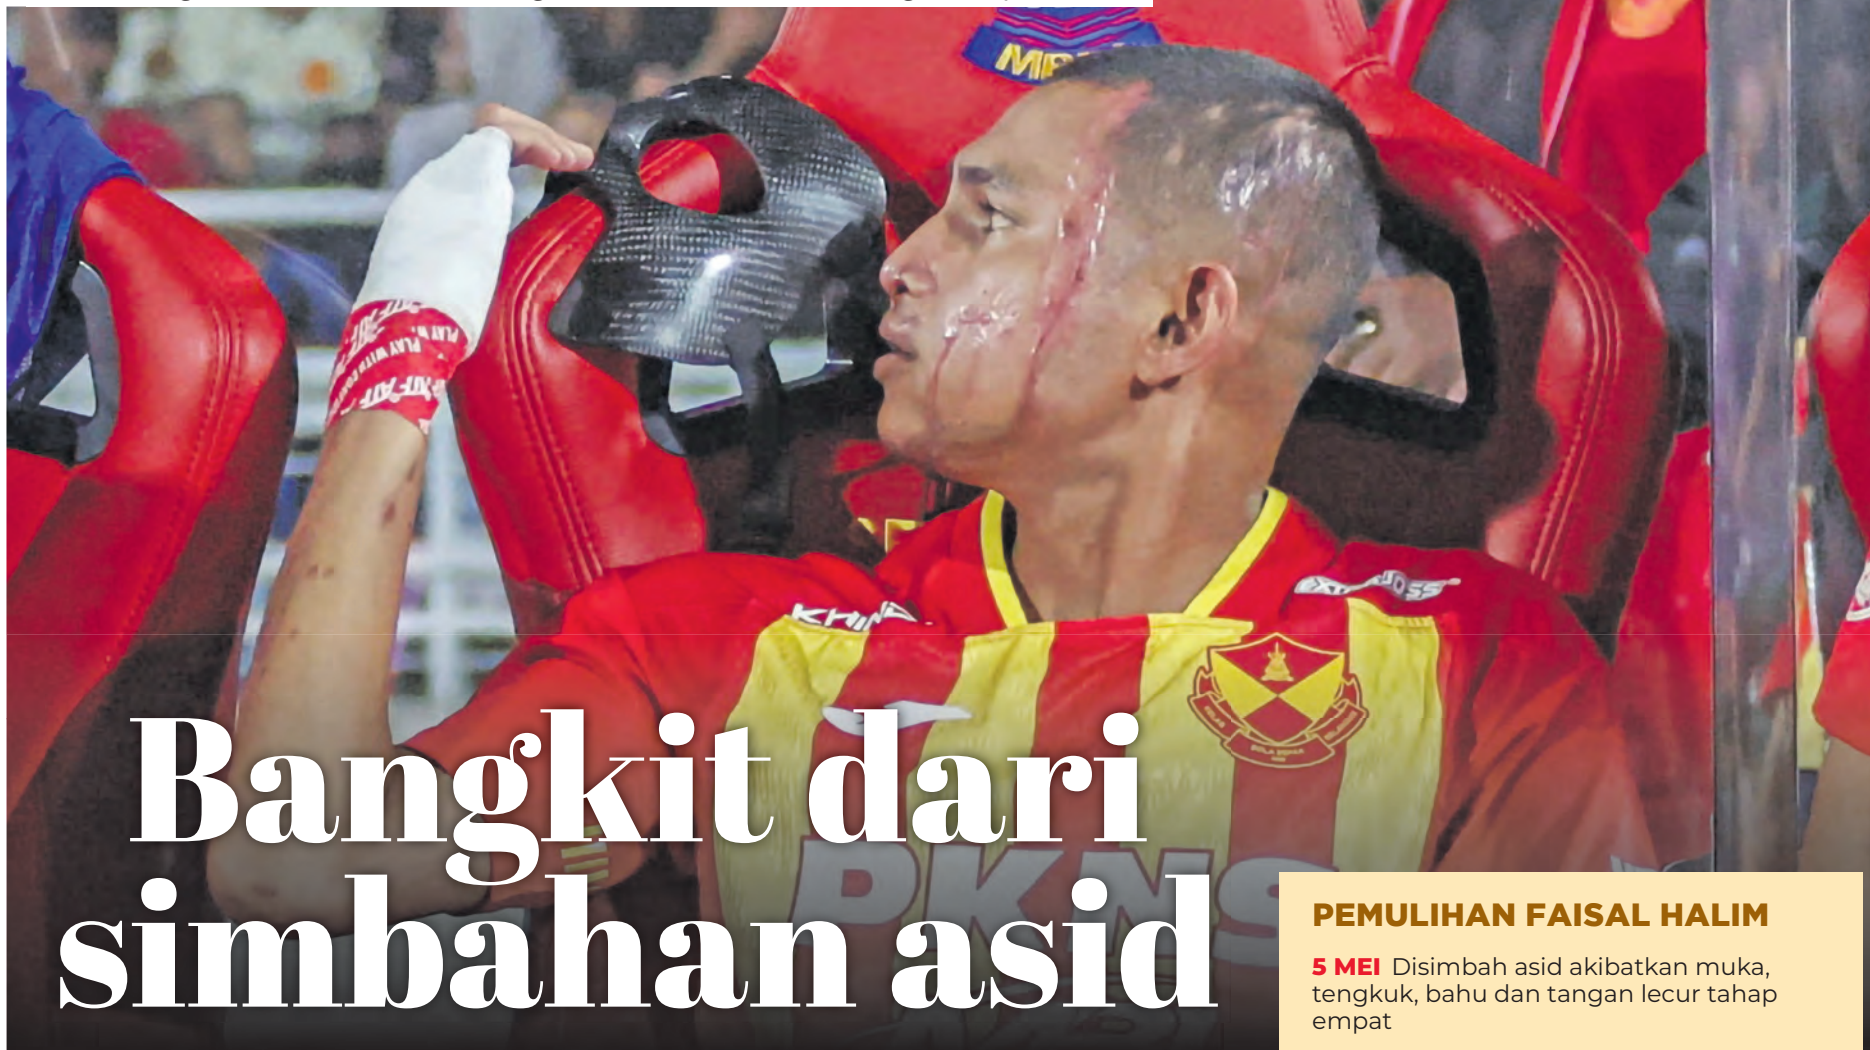 Bangkit dari
simbahan asid
PKNS
PEMULIHAN FAISAL HALIM
5 MEI Disimbah asid akibatkan muka,
tengkuk, bahu dan tangan lecur tahap
empat